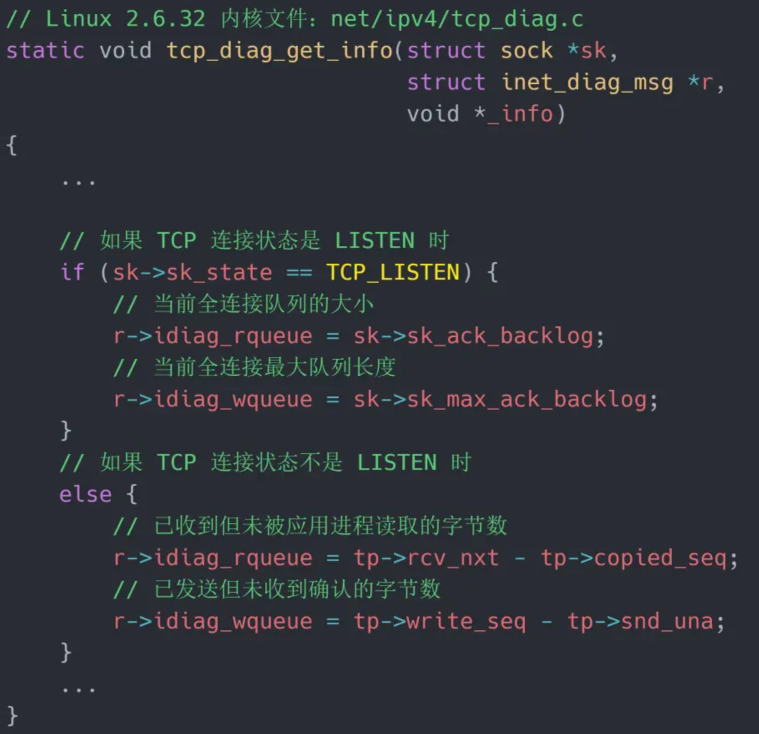 // Linux 2.6.32 内核文件：net/ipv4/tcp_diag.c
static void tcp_diag_get_info(struct sock *sk,
                              struct inet_diag_msg *r,
                              void *_info)
{
    ...

    // 如果 TCP 连接状态是 LISTEN 时
    if (sk->sk_state == TCP_LISTEN) {
        // 当前全连接队列的大小
        r->idiag_rqueue = sk->sk_ack_backlog;
        // 当前全连接最大队列长度
        r->idiag_wqueue = sk->sk_max_ack_backlog;
    }
    // 如果 TCP 连接状态不是 LISTEN 时
    else {
        // 已收到但未被应用进程读取的字节数
        r->idiag_rqueue = tp->rcv_nxt - tp->copied_seq;
        // 已发送但未收到确认的字节数
        r->idiag_wqueue = tp->write_seq - tp->snd_una;
    }
    ...
}